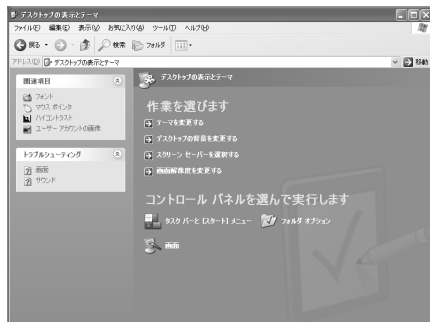 デスクトップの表示とテーマ
ファイル(F) 編集(E) 表示(V) お気に入り(A) ツール(T) ヘルプ(H)
戻る 検索 フォルダ
アドレス(D) デスクトップの表示とテーマ 移動
関連項目
フォント
マウス ポインタ
ハイコントラスト
ユーザー アカウントの画像
トラブルシューティング
画面
サウンド
デスクトップの表示とテーマ
作業を選びます
テーマを変更する
デスクトップの背景を変更する
スクリーン セーバーを選択する
画面解像度を変更する
コントロール パネルを選んで実行します
タスク バーと [スタート] メニュー フォルダ オプション
画面